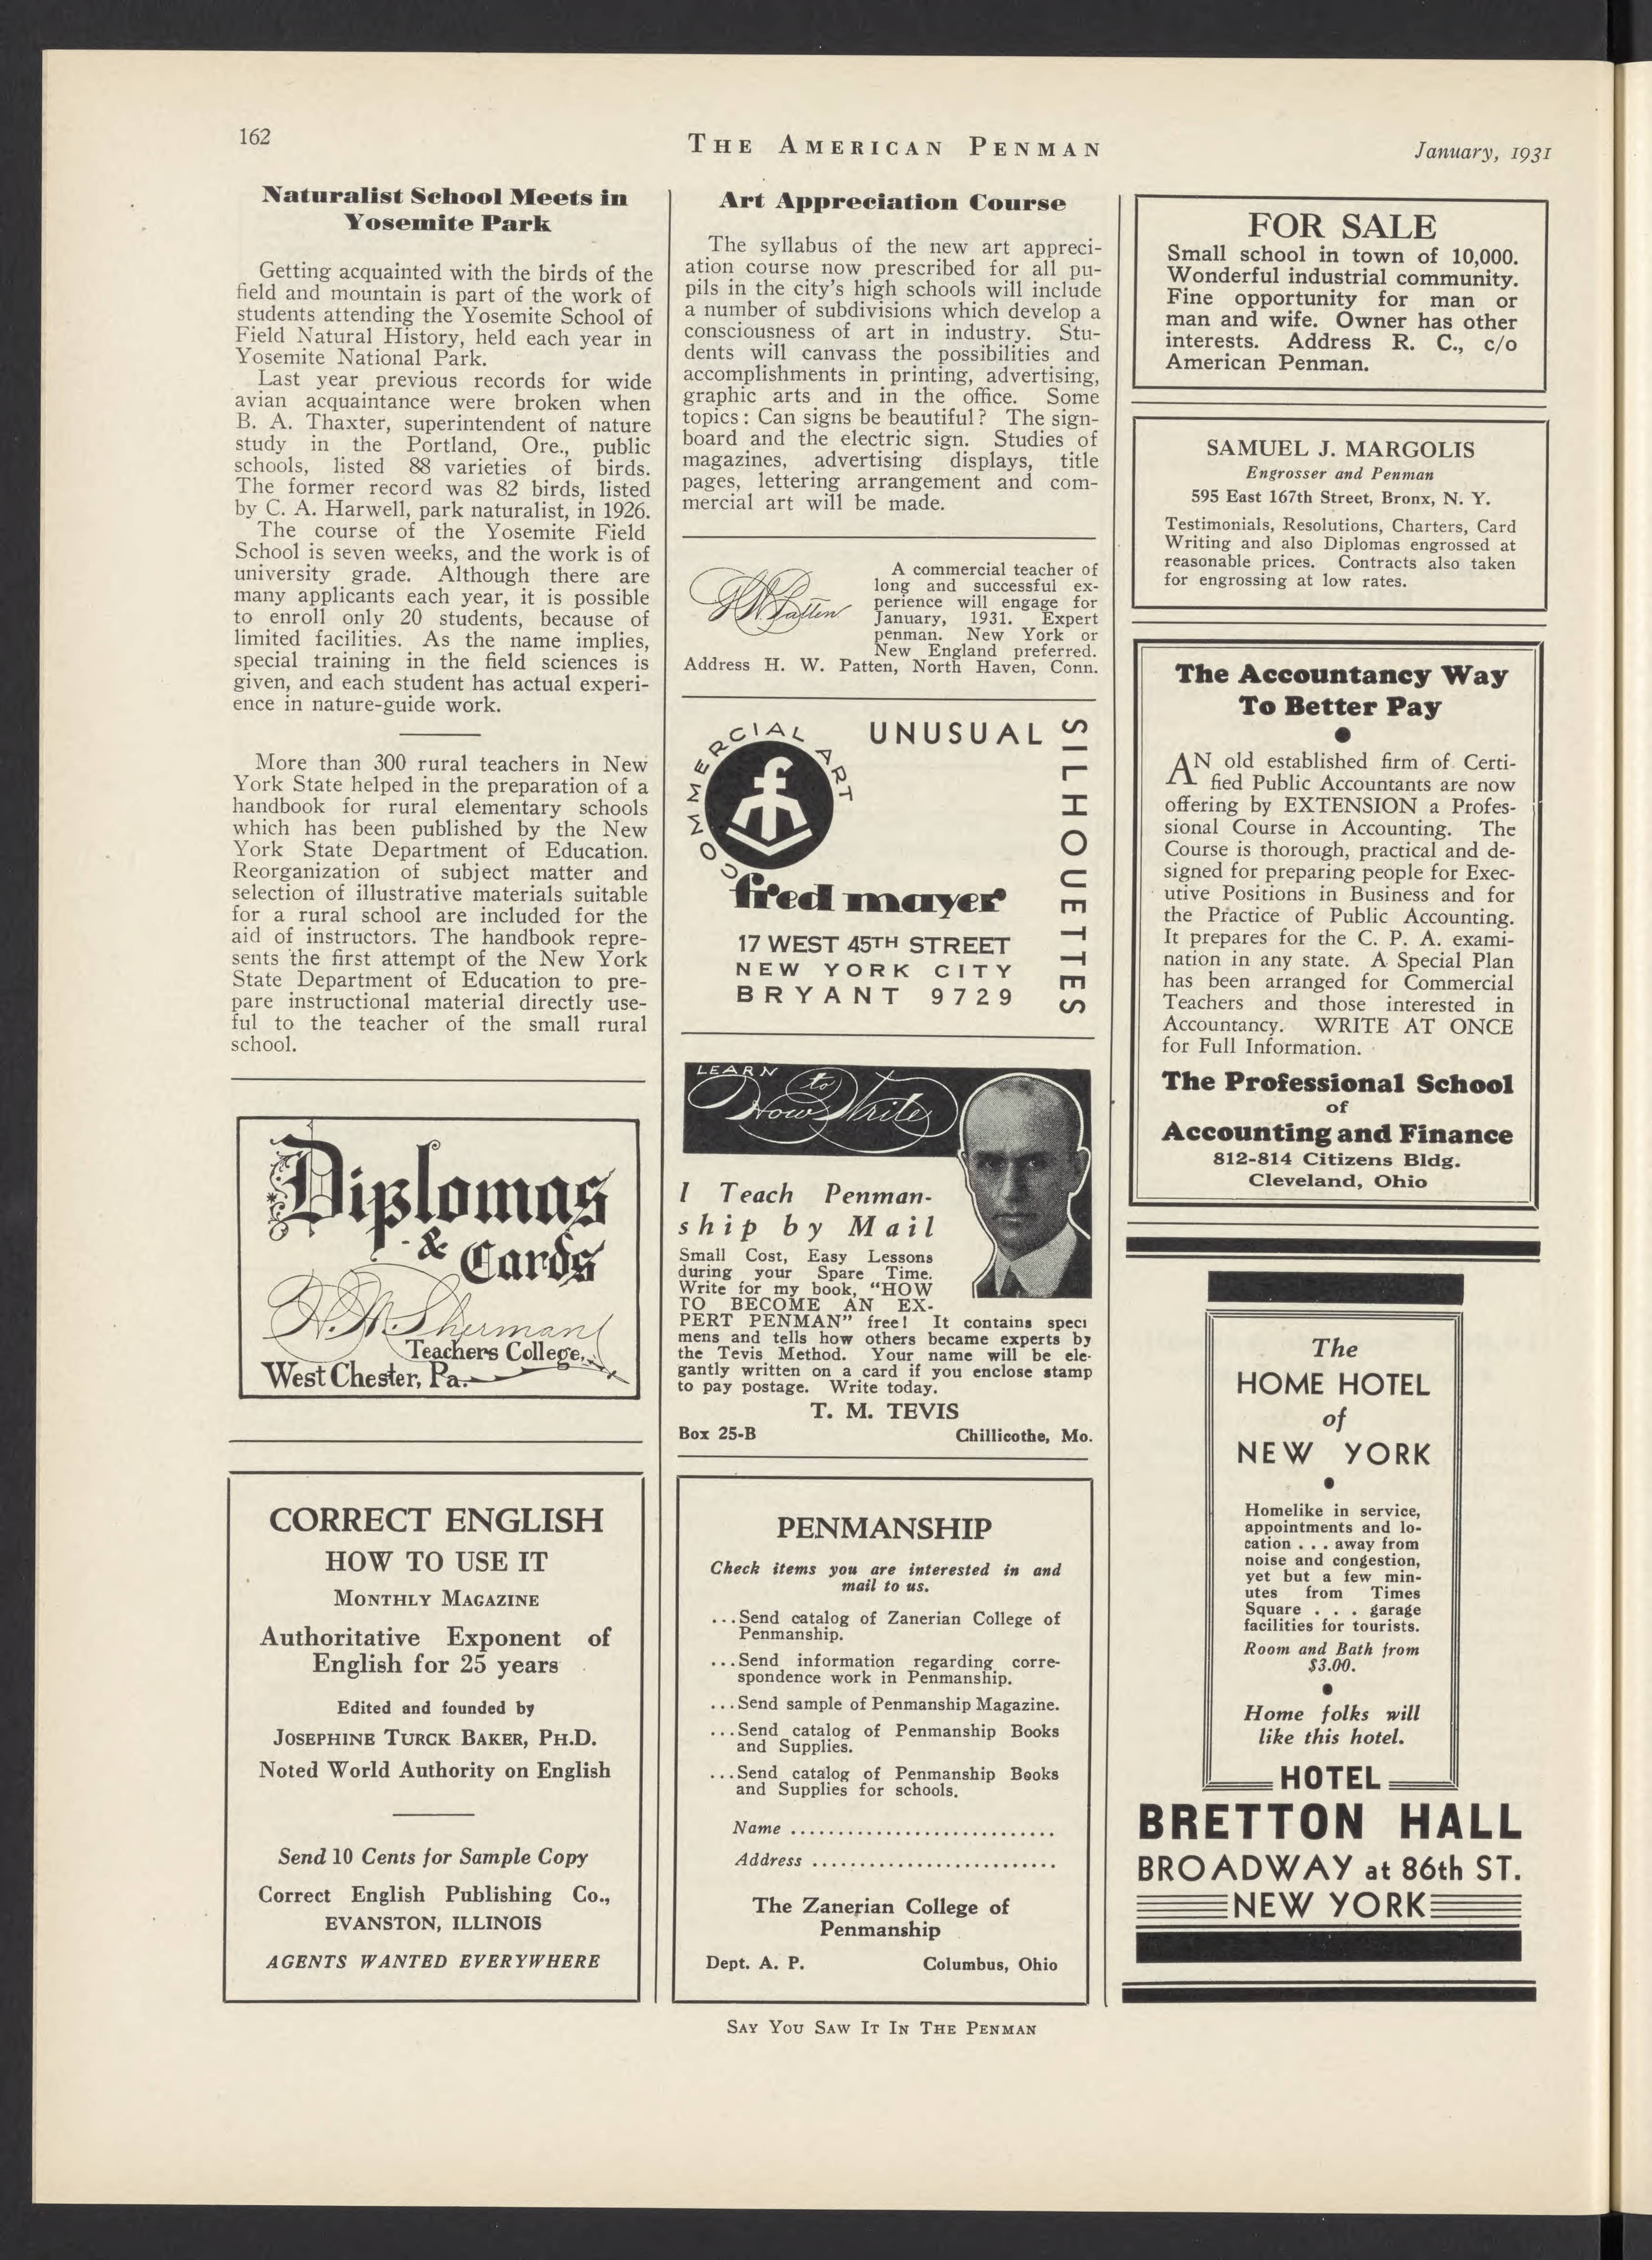 162
THE AMERICAN PENMAN
January, 1931
Naturalist School Meets in
Yosemite Park
Getting acquainted with the birds of the
field and mountain is part of the work of
students attending the Yosemite School of
Field Natural History, held each year in
Yosemite National Park.
Last year previous records for wide
avian acquaintance were broken when
B. A. Thaxter, superintendent of nature
study in the Portland, Ore., public
schools, listed 88 varieties of birds.
The former record was 82 birds, listed
by C. A. Harwell, park naturalist, in 1926.
The course of the Yosemite Field
School is seven weeks, and the work is of
university grade. Although there are
many applicants each year, it is possible
to enroll only 20 students, because of
limited facilities. As the name implies,
special training in the field sciences is
given, and each student has actual experi-
ence in nature-guide work.
More than 300 rural teachers in New
York State helped in the preparation of a
handbook for rural elementary schools
which has been published by the New
York State Department of Education.
Reorganization of subject matter and
selection of illustrative materials suitable
for a rural school are included for the
aid of instructors. The handbook repre-
sents the first attempt of the New York
State Department of Education to pre-
pare instructional material directly use-
ful to the teacher of the small rural
school.
Diplomas
& Cards
H. M. Sherman
Teachers College,
West Chester, Pa.
CORRECT ENGLISH
HOW TO USE IT
MONTHLY MAGAZINE
Authoritative Exponent of
English for 25 years
Edited and founded by
JOSEPHINE TURCK BAKER, PH.D.
Noted World Authority on English
Send 10 Cents for Sample Copy
Correct English Publishing Co.,
EVANSTON, ILLINOIS
AGENTS WANTED EVERYWHERE
Art Appreciation Course
The syllabus of the new art appreci-
ation course now prescribed for all pu-
pils in the city's high schools will include
a number of subdivisions which develop a
consciousness of art in industry. Stu-
dents will canvass the possibilities and
accomplishments in printing, advertising,
graphic arts and in the office. Some
topics: Can signs be beautiful? The sign-
board and the electric sign. Studies of
magazines, advertising displays, title
pages, lettering arrangement and com-
mercial art will be made.
H. W. Patten
A commercial teacher of
long and successful ex-
perience will engage for
January, 1931. Expert
penman. New York or
New England preferred.
Address H. W. Patten, North Haven, Conn.
COMMERCIAL ART
UNUSUAL
SILHOUETTES
fm
fred mayer
17 WEST 45TH STREET
NEW YORK CITY
BRYANT 9729
LEARN to
How Write
I Teach Penman-
ship by Mail
Small Cost, Easy Lessons
during your Spare Time.
Write for my book, "HOW
TO BECOME AN EX-
PERT PENMAN" free! It contains speci
mens and tells how others became experts by
the Tevis Method. Your name will be ele-
gantly written on a card if you enclose stamp
to pay postage. Write today.
T. M. TEVIS
Box 25-B Chillicothe, Mo.
PENMANSHIP
Check items you are interested in and
mail to us.
...Send catalog of Zanerian College of
Penmanship.
...Send information regarding corre-
spondence work in Penmanship.
...Send sample of Penmanship Magazine.
...Send catalog of Penmanship Books
and Supplies.
...Send catalog of Penmanship Books
and Supplies for schools.
Name ............................
Address ..........................
The Zanerian College of
Penmanship
Dept. A. P. Columbus, Ohio
FOR SALE
Small school in town of 10,000.
Wonderful industrial community.
Fine opportunity for man or
man and wife. Owner has other
interests. Address R. C., c/o
American Penman.
SAMUEL J. MARGOLIS
Engrosser and Penman
595 East 167th Street, Bronx, N. Y.
Testimonials, Resolutions, Charters, Card
Writing and also Diplomas engrossed at
reasonable prices. Contracts also taken
for engrossing at low rates.
The Accountancy Way
To Better Pay
AN old established firm of Certi-
fied Public Accountants are now
offering by EXTENSION a Profes-
sional Course in Accounting. The
Course is thorough, practical and de-
signed for preparing people for Exec-
utive Positions in Business and for
the Practice of Public Accounting.
It prepares for the C. P. A. exami-
nation in any state. A Special Plan
has been arranged for Commercial
Teachers and those interested in
Accountancy. WRITE AT ONCE
for Full Information.
The Professional School
of
Accounting and Finance
812-814 Citizens Bldg.
Cleveland, Ohio
The
HOME HOTEL
of
NEW YORK
Homelike in service,
appointments and lo-
cation . . . away from
noise and congestion,
yet but a few min-
utes from Times
Square . . . garage
facilities for tourists.
Room and Bath from
$3.00.
Home folks will
like this hotel.
HOTEL
BRETTON HALL
BROADWAY at 86th ST.
NEW YORK
SAY YOU SAW IT IN THE PENMAN